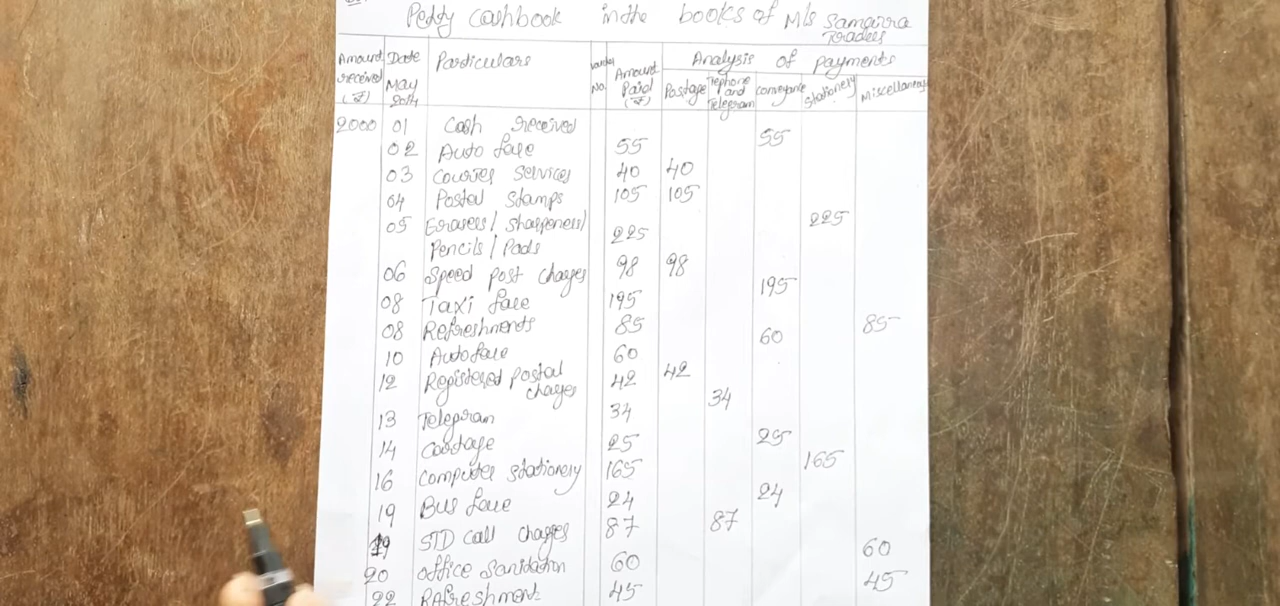 Peddy cashbook in the books of M/s Samairra
Traders
Amount received (₹) Date May 2014 Particulars No. Amount Paid (₹) Analysis of payments
Postage Telephone and Telegram conveyance Stationery Miscellaneous
2000 01 Cash received
02 Auto fare 55 55
03 Courier services 40 40
04 Postal stamps 105 105
05 Erasers/ sharpeners/ 225 225
Pencils / Pads
06 Speed post charges 98 98
08 Taxi fare 195 195
08 Refreshments 85 85
10 Auto fare 60 60
12 Registered postal 42 42
charges
13 Telegram 34 34
14 Cartage 25 25
16 computer stationery 165 165
19 Bus fare 24 24
19 STD call charges 87 87
20 office sanitation 60 60
22 Refreshment 45 45